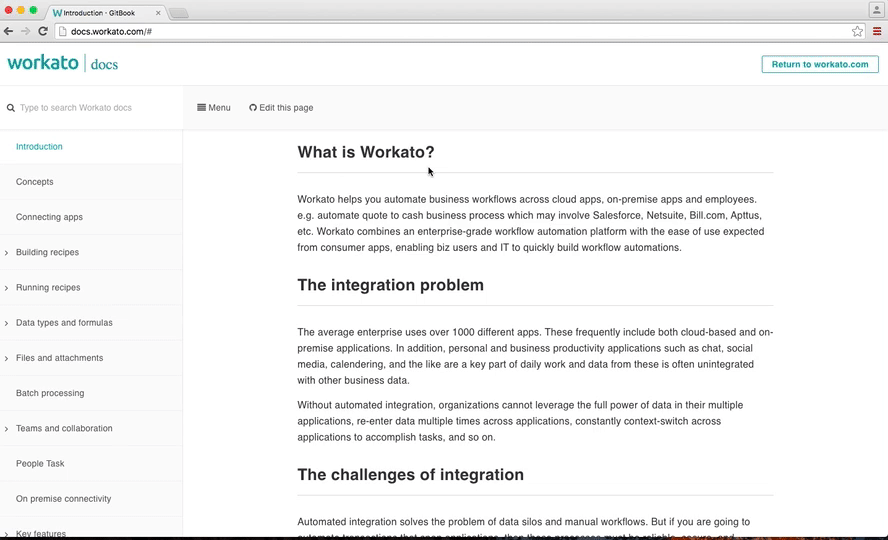 Introduction - GitBook
docs.workato.com/#
workato | docs
Return to workato.com
Type to search Workato docs
Menu
Edit this page
Introduction
Concepts
Connecting apps
Building recipes
Running recipes
Data types and formulas
Files and attachments
Batch processing
Teams and collaboration
People Task
On premise connectivity
Key features
What is Workato?
Workato helps you automate business workflows across cloud apps, on-premise apps and employees.
e.g. automate quote to cash business process which may involve Salesforce, Netsuite, Bill.com, Apttus,
etc. Workato combines an enterprise-grade workflow automation platform with the ease of use expected
from consumer apps, enabling biz users and IT to quickly build workflow automations.
The integration problem
The average enterprise uses over 1000 different apps. These frequently include both cloud-based and on-
premise applications. In addition, personal and business productivity applications such as chat, social
media, calendering, and the like are a key part of daily work and data from these is often unintegrated
with other business data.
Without automated integration, organizations cannot leverage the full power of data in their multiple
applications, re-enter data multiple times across applications, constantly context-switch across
applications to accomplish tasks, and so on.
The challenges of integration
Automated integration solves the problem of data silos and manual workflows. But if you are going to